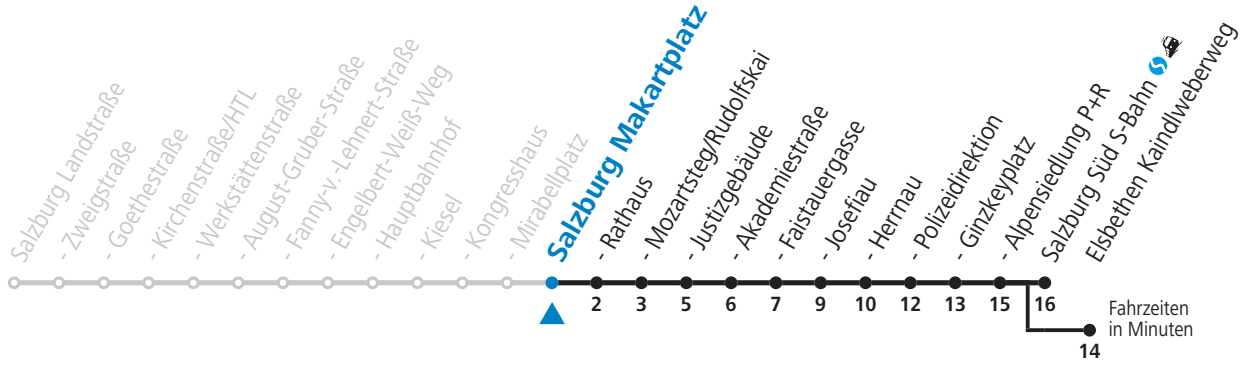 Salzburg Landstraße
- Zweigstraße
- Goethestraße
- Kirchenstraße/HTL
- Werkstättenstraße
- August-Gruber-Straße
- Fanny-v.-Lehnert-Straße
- Engelbert-Weiß-Weg
- Hauptbahnhof
- Kiesel
- Kongresshaus
- Mirabellplatz
Salzburg Makartplatz
- Rathaus
- Mozartsteg/Rudolfskai
- Justizgebäude
- Akademiestraße
- Faistauergasse
- Josefiau
- Herrnau
- Polizeidirektion
- Ginzkeyplatz
- Alpensiedlung P+R
Salzburg Süd S-Bahn
Elsbethen Kaindlweberweg
2 3 5 6 7 9 10 12 13 15 16
Fahrzeiten
in Minuten
14